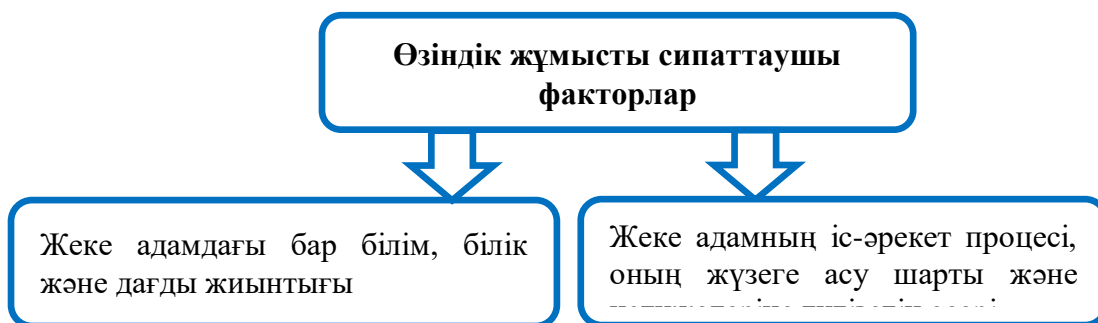 Өзіндік жұмысты сипаттаушы
факторлар
Жеке адамдағы бар білім, білік
және дағды жиынтығы
Жеке адамның іс-әрекет процесі,
оның жүзеге асу шарты және